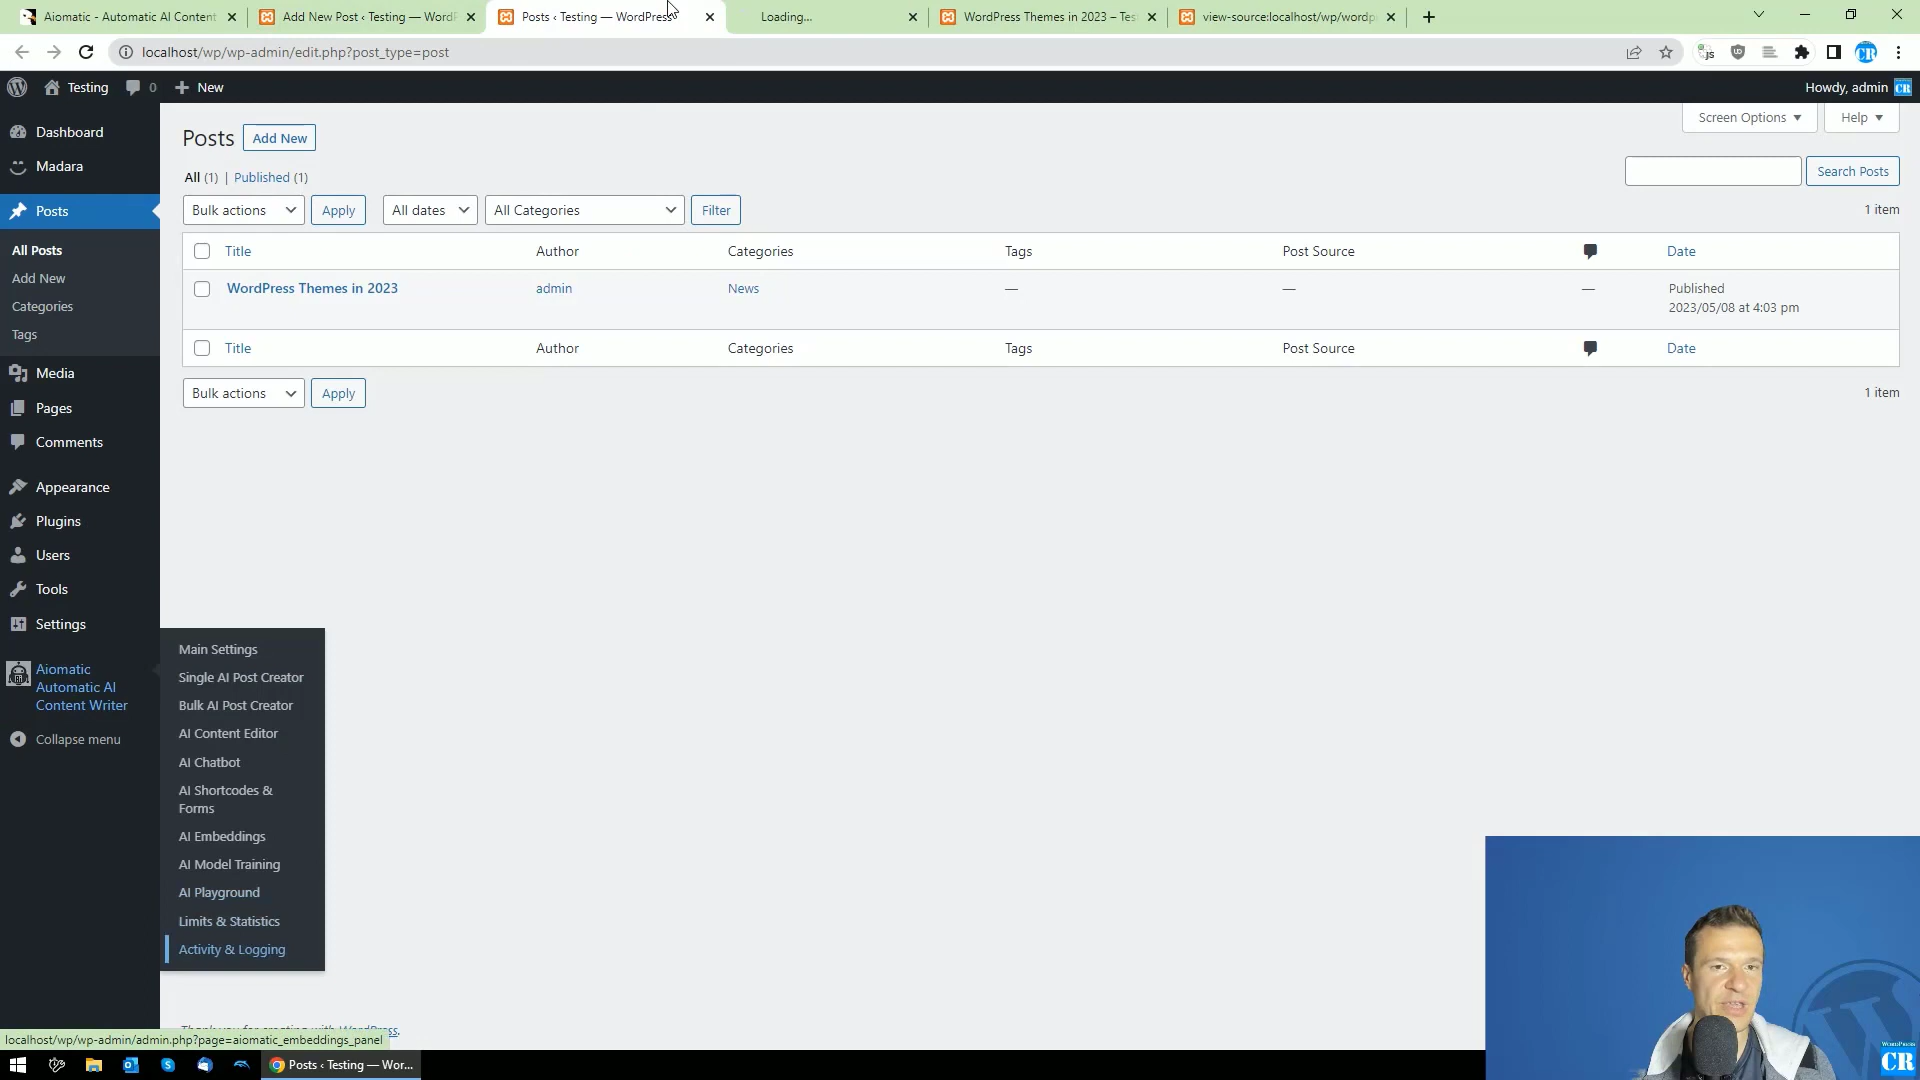 Aiomatic - Automatic AI Content
Add New Post ‹ Testing — WordF
Posts ‹ Testing — WordPress
Loading...
WordPress Themes in 2023 – Tes
view-source:localhost/wp/wordp
localhost/wp/wp-admin/edit.php?post_type=post
Testing
0
New
Howdy, admin
Dashboard
Madara
Posts
All Posts
Add New
Categories
Tags
Media
Pages
Comments
Appearance
Plugins
Users
Tools
Settings
Aiomatic
Automatic AI
Content Writer
Collapse menu
Main Settings
Single AI Post Creator
Bulk AI Post Creator
AI Content Editor
AI Chatbot
AI Shortcodes &
Forms
AI Embeddings
AI Model Training
AI Playground
Limits & Statistics
Activity & Logging
Screen Options
Help
Posts
Add New
All (1) | Published (1)
Search Posts
Bulk actions
Apply
All dates
All Categories
Filter
1 item
Title Author Categories Tags Post Source Date
WordPress Themes in 2023 admin News — — — Published
2023/05/08 at 4:03 pm
Title Author Categories Tags Post Source Date
Bulk actions
Apply
1 item
Thank you for creating with WordPress.
localhost/wp/wp-admin/admin.php?page=aiomatic_embeddings_panel
Posts ‹ Testing — Wor...
WORDPRESS
CR